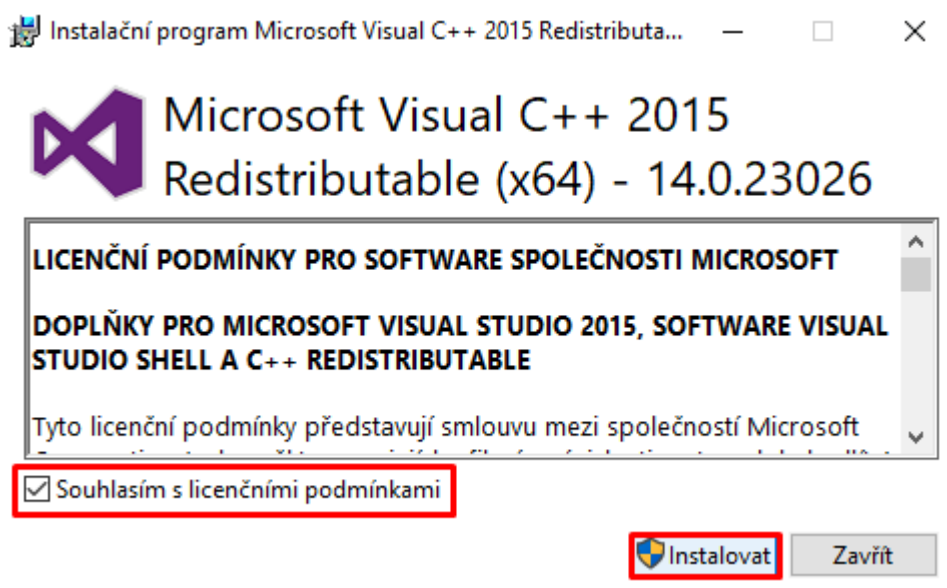 Instalační program Microsoft Visual C++ 2015 Redistributa...
Microsoft Visual C++ 2015
Redistributable (x64) - 14.0.23026
LICENČNÍ PODMÍNKY PRO SOFTWARE SPOLEČNOSTI MICROSOFT
DOPLŇKY PRO MICROSOFT VISUAL STUDIO 2015, SOFTWARE VISUAL
STUDIO SHELL A C++ REDISTRIBUTABLE
Tyto licenční podmínky představují smlouvu mezi společností Microsoft
Souhlasím s licenčními podmínkami
Instalovat
Zavřít